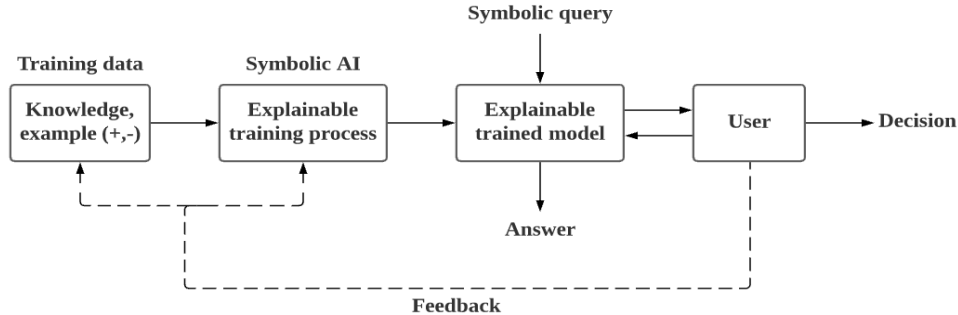 Symbolic query
Training data
Symbolic AI
Knowledge,
example (+,-)
Explainable
training process
Explainable
trained model
User
Decision
Answer
Feedback